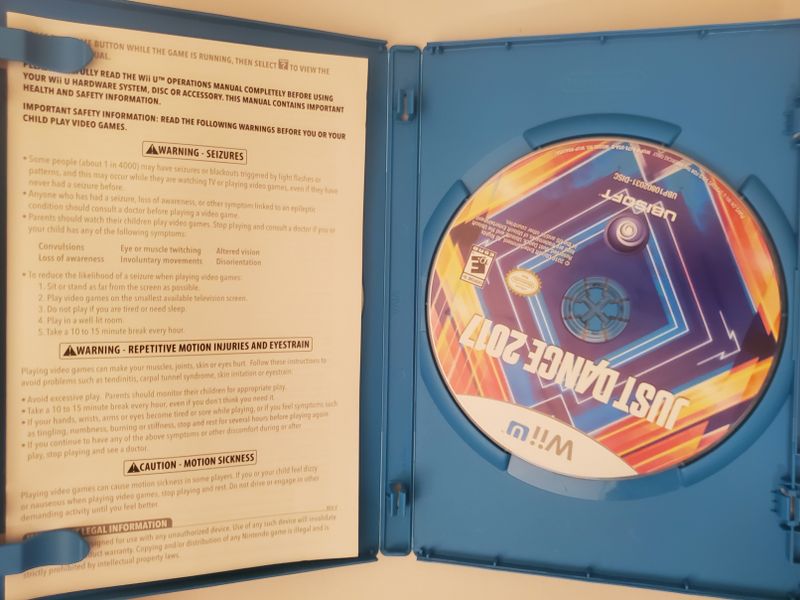 ME BUTTON WHILE THE GAME IS RUNNING, THEN SELECT ? TO VIEW THE
UAL.
FULLY READ THE Wii U™ OPERATIONS MANUAL COMPLETELY BEFORE USING
YOUR Wii U HARDWARE SYSTEM, DISC OR ACCESSORY. THIS MANUAL CONTAINS IMPORTANT
HEALTH AND SAFETY INFORMATION.
IMPORTANT SAFETY INFORMATION: READ THE FOLLOWING WARNINGS BEFORE YOU OR YOUR
CHILD PLAY VIDEO GAMES.
WARNING - SEIZURES
• Some people (about 1 in 4000) may have seizures or blackouts triggered by light flashes or
patterns, and this may occur while they are watching TV or playing video games, even if they have
never had a seizure before.
• Anyone who has had a seizure, loss of awareness, or other symptom linked to an epileptic
condition should consult a doctor before playing a video game.
• Parents should watch their children play video games. Stop playing and consult a doctor if you or
your child has any of the following symptoms:
Convulsions Eye or muscle twitching Altered vision
Loss of awareness Involuntary movements Disorientation
• To reduce the likelihood of a seizure when playing video games:
1. Sit or stand as far from the screen as possible.
2. Play video games on the smallest available television screen.
3. Do not play if you are tired or need sleep.
4. Play in a well-lit room.
5. Take a 10 to 15 minute break every hour.
WARNING - REPETITIVE MOTION INJURIES AND EYESTRAIN
Playing video games can make your muscles, joints, skin or eyes hurt. Follow these instructions to
avoid problems such as tendinitis, carpal tunnel syndrome, skin irritation or eyestrain:
• Avoid excessive play. Parents should monitor their children for appropriate play.
• Take a 10 to 15 minute break every hour, even if you don't think you need it.
• If your hands, wrists, arms or eyes become tired or sore while playing, or if you feel symptoms such
as tingling, numbness, burning or stiffness, stop and rest for several hours before playing again.
• If you continue to have any of the above symptoms or other discomfort during or after
play, stop playing and see a doctor.
CAUTION - MOTION SICKNESS
Playing video games can cause motion sickness in some players. If you or your child feel dizzy
or nauseous when playing video games, stop playing and rest. Do not drive or engage in other
demanding activity until you feel better.
LEGAL INFORMATION
signed for use with any unauthorized device. Use of any such device will invalidate
duct warranty. Copying and/or distribution of any Nintendo game is illegal and is
strictly prohibited by intellectual property laws.
UBP10802031-DISC
UBISOFT
E
JUST DANCE 2017
Wii U